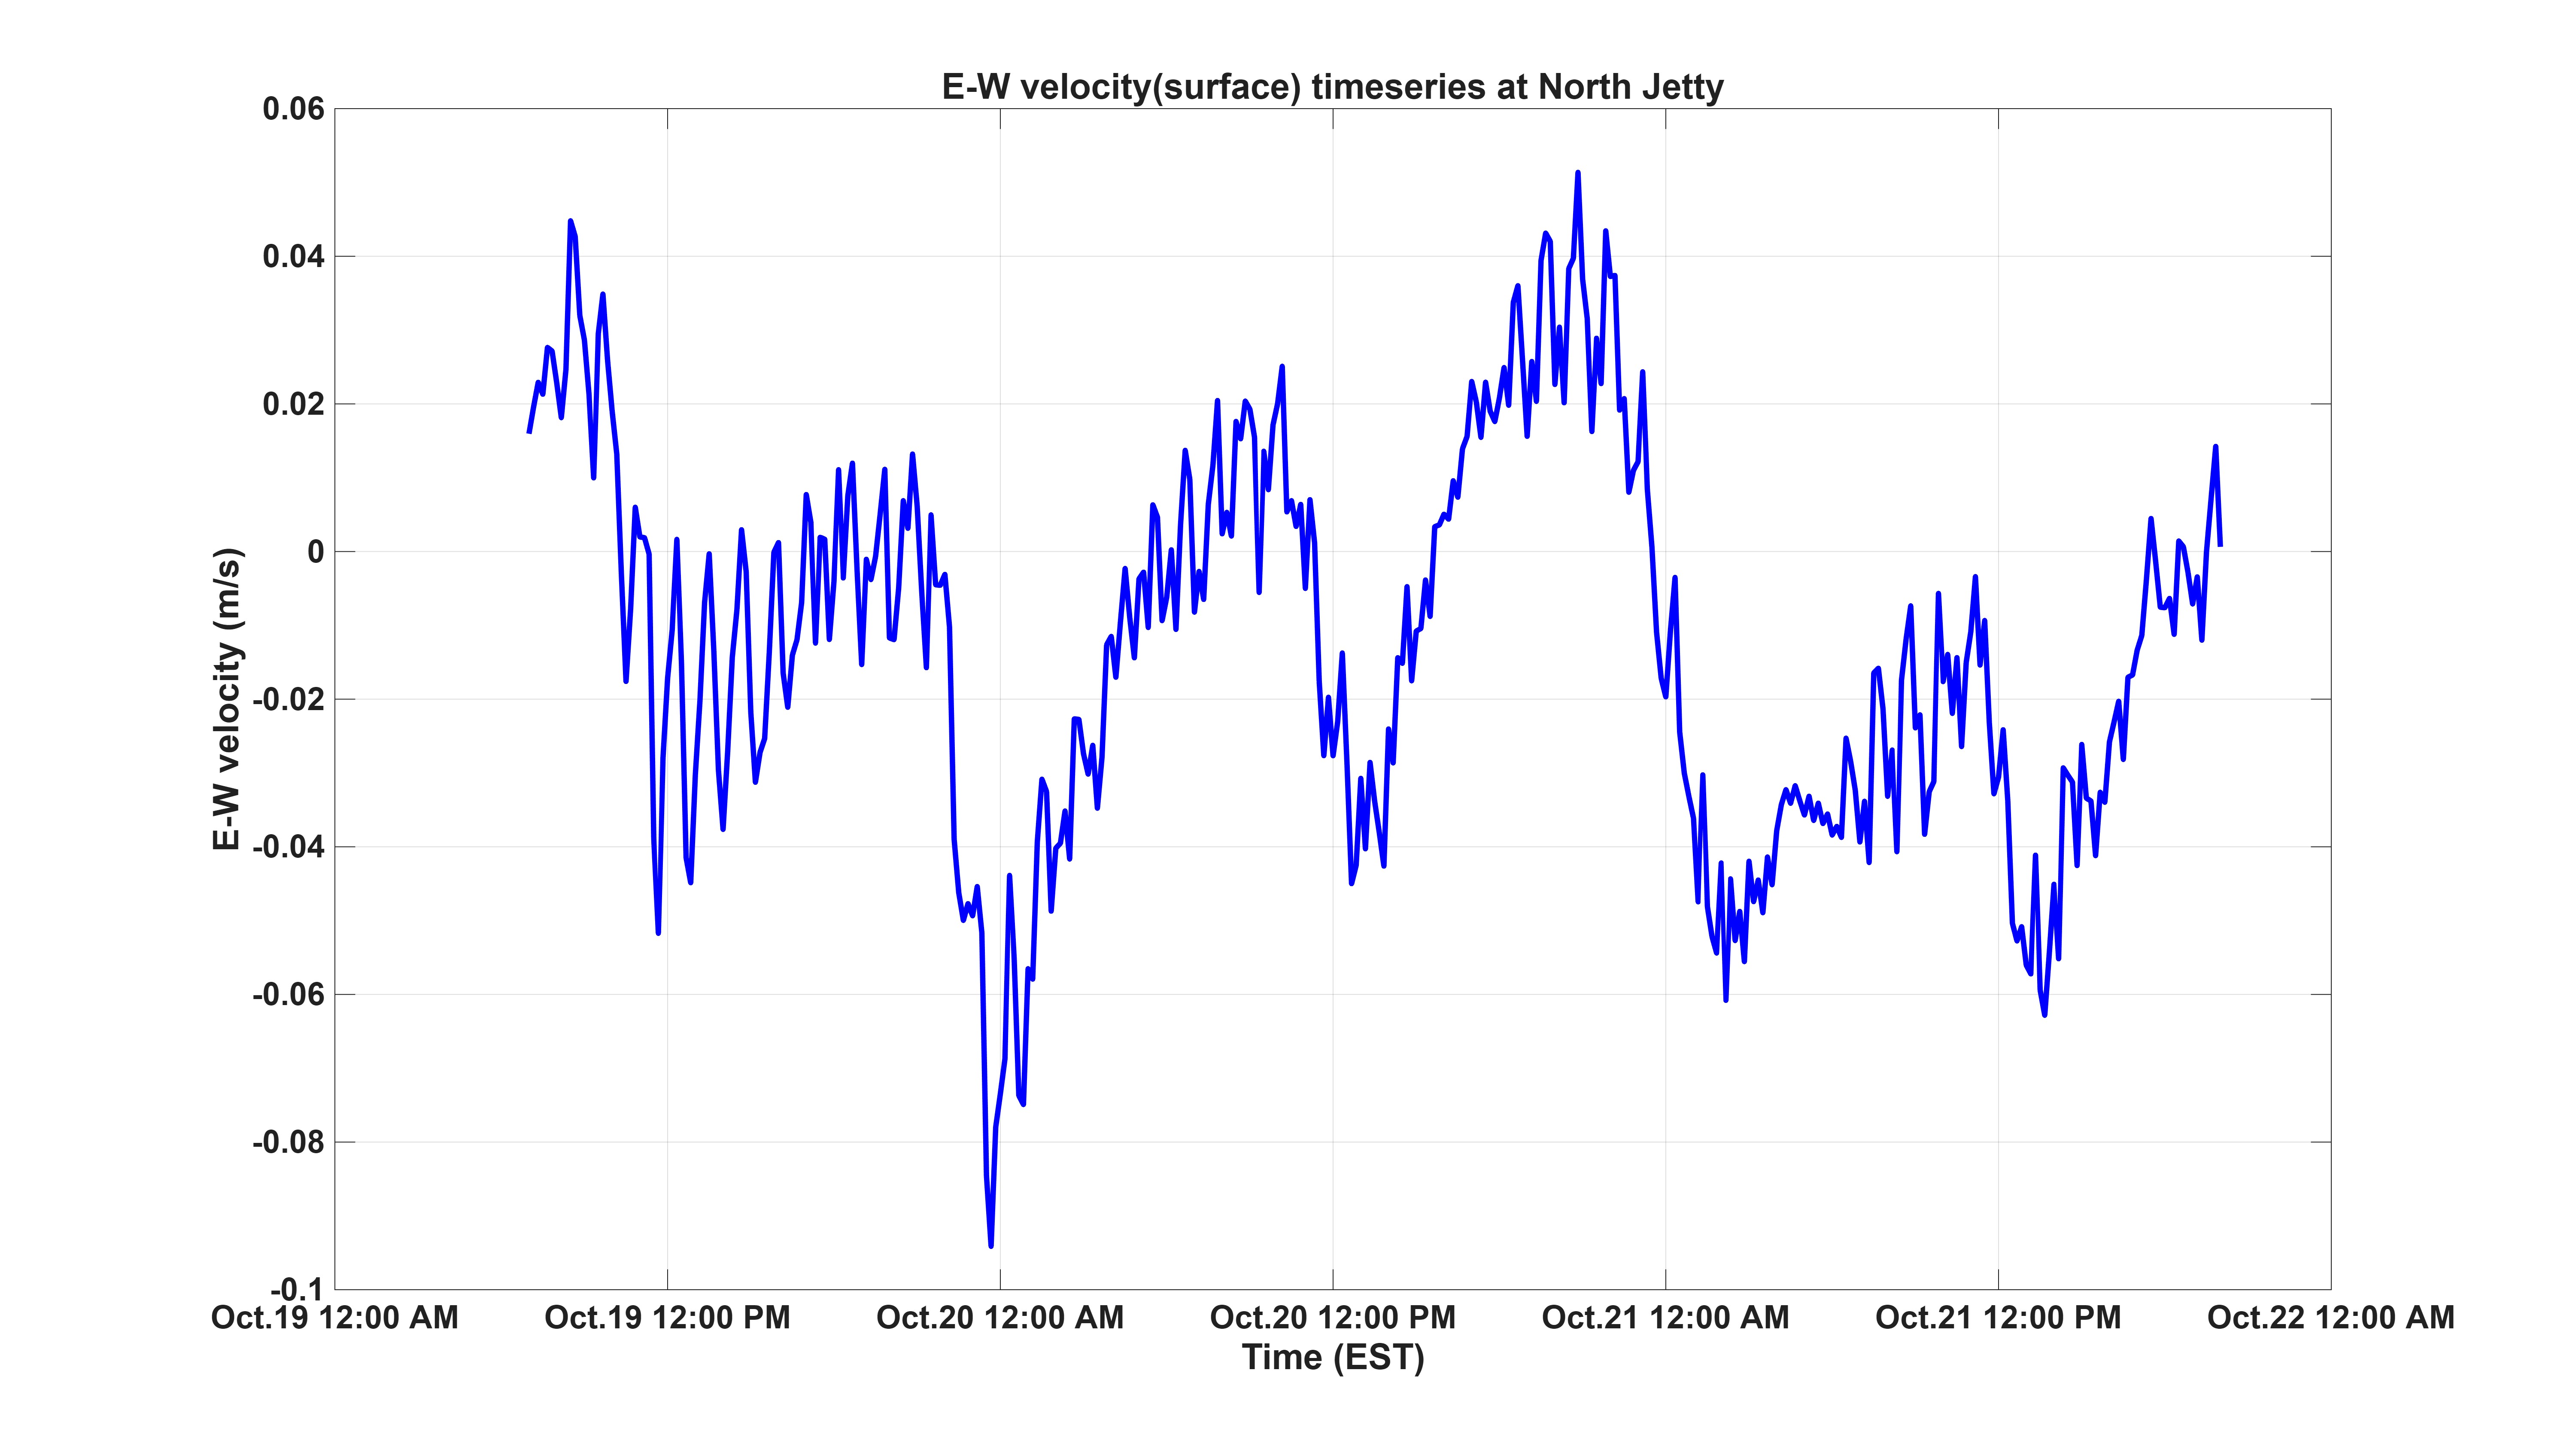 E-W velocity(surface) timeseries at North Jetty
0.06
0.04
0.02
0
-0.02
-0.04
-0.06
-0.08
-0.1
E-W velocity (m/s)
Oct.19 12:00 AM
Oct.19 12:00 PM
Oct.20 12:00 AM
Oct.20 12:00 PM
Oct.21 12:00 AM
Oct.21 12:00 PM
Oct.22 12:00 AM
Time (EST)